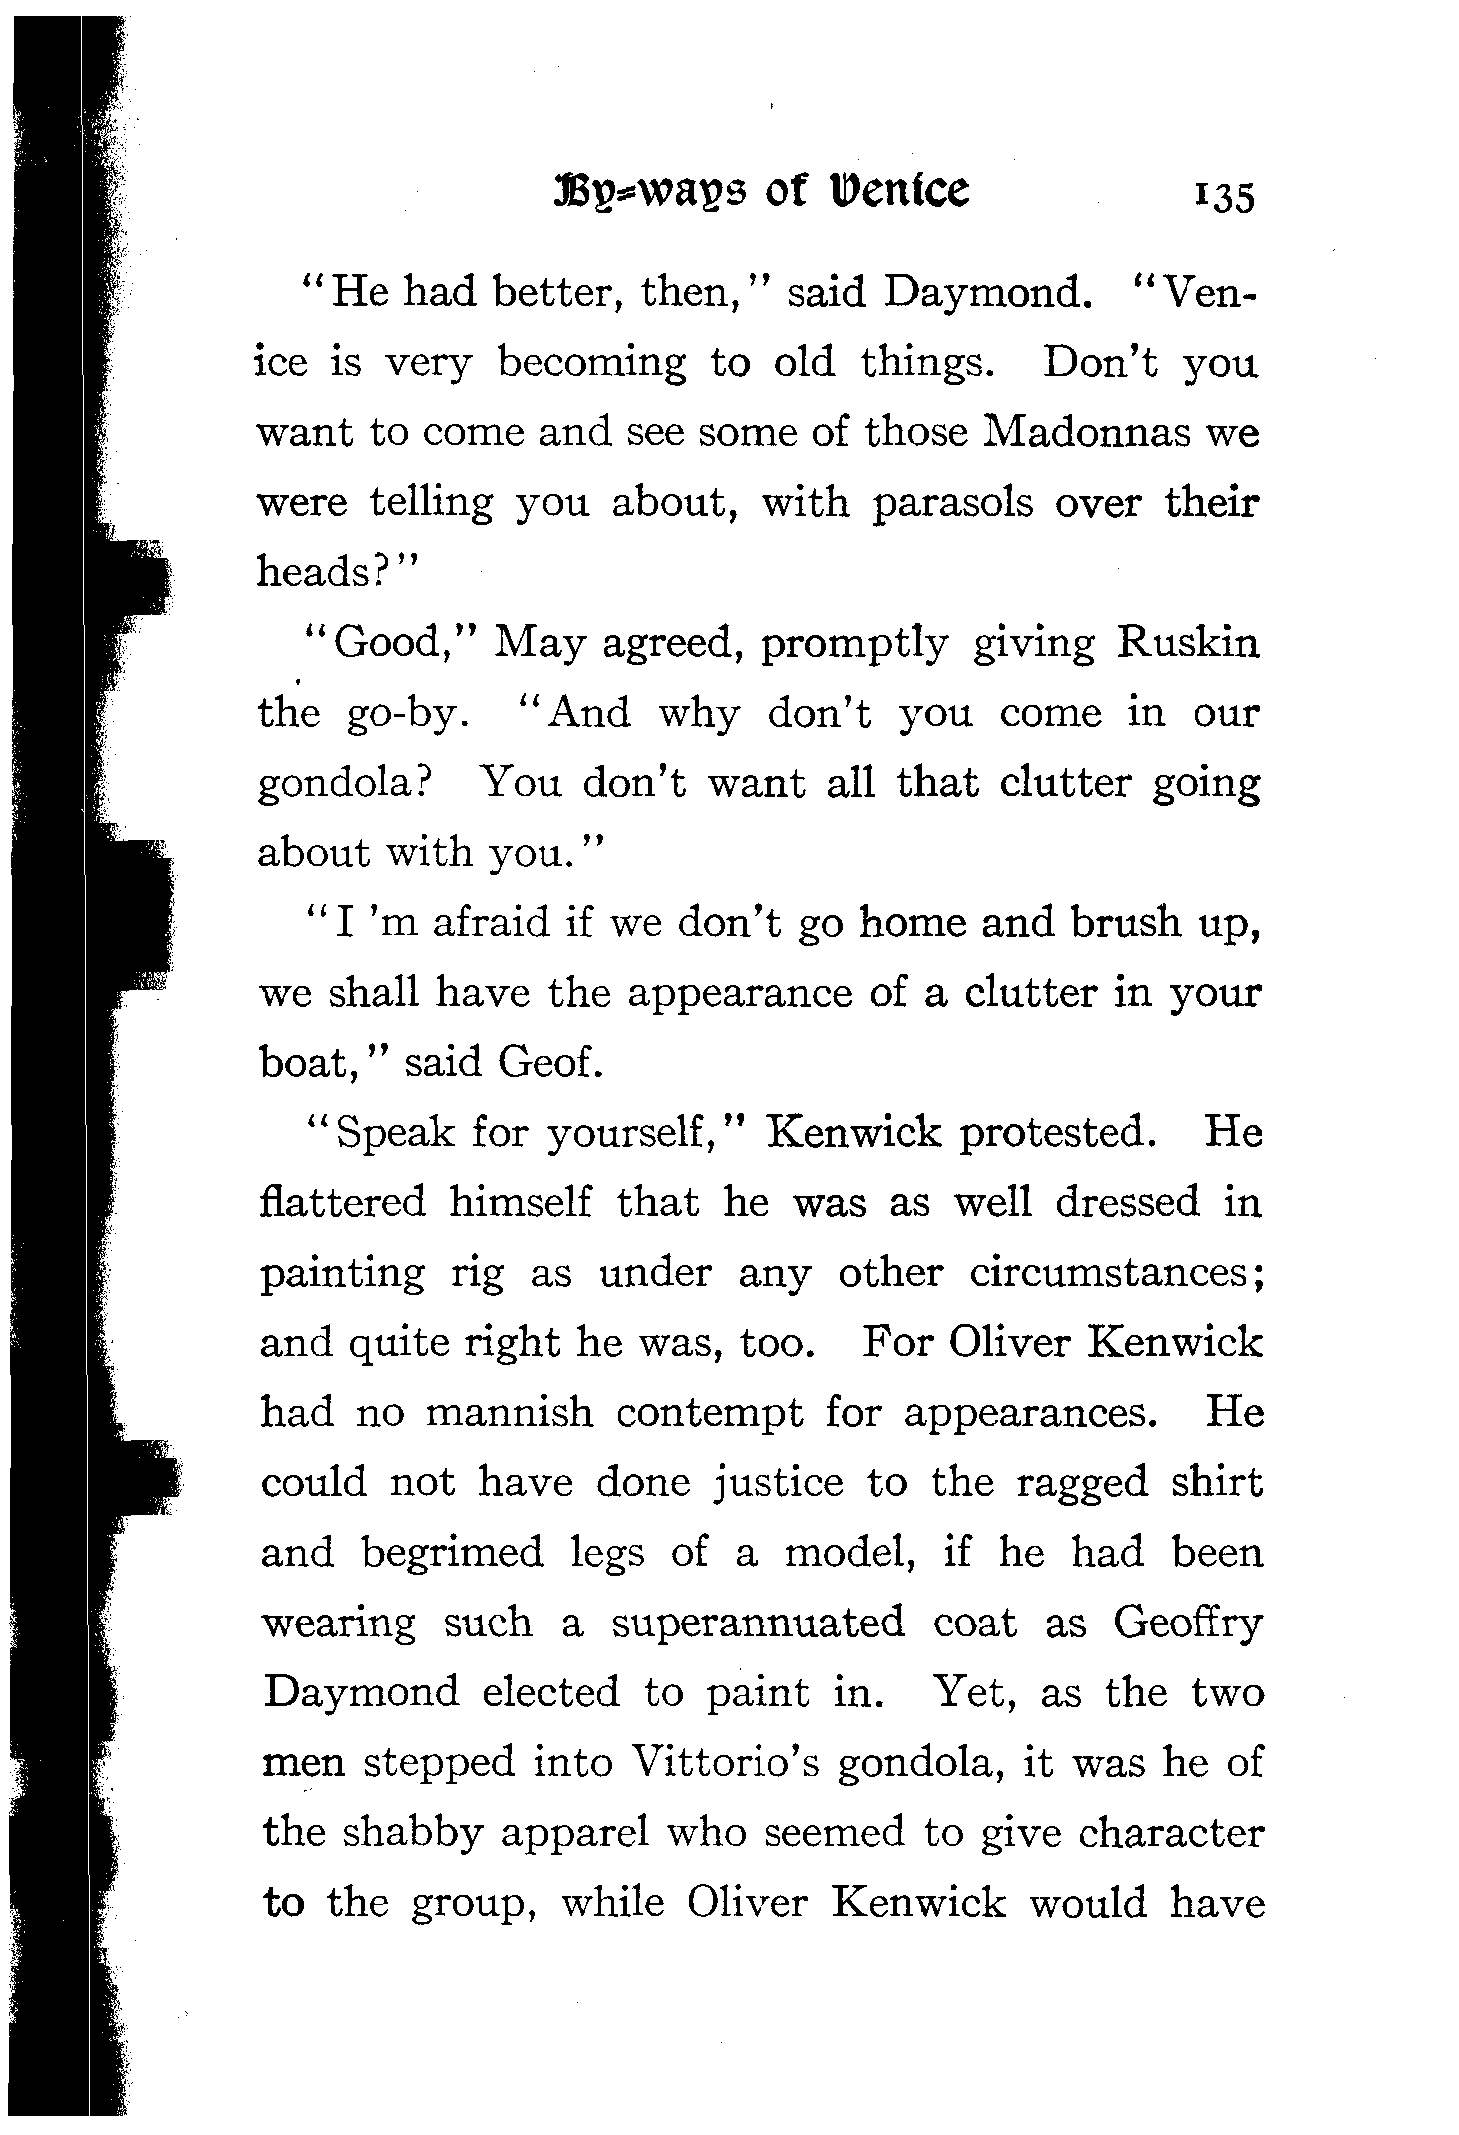 By-ways of Venice 135
"He had better, then," said Daymond. "Ven-
ice is very becoming to old things. Don't you
want to come and see some of those Madonnas we
were telling you about, with parasols over their
heads?"
"Good," May agreed, promptly giving Ruskin
the go-by. "And why don't you come in our
gondola? You don't want all that clutter going
about with you."
"I 'm afraid if we don't go home and brush up,
we shall have the appearance of a clutter in your
boat," said Geof.
"Speak for yourself," Kenwick protested. He
flattered himself that he was as well dressed in
painting rig as under any other circumstances;
and quite right he was, too. For Oliver Kenwick
had no mannish contempt for appearances. He
could not have done justice to the ragged shirt
and begrimed legs of a model, if he had been
wearing such a superannuated coat as Geoffry
Daymond elected to paint in. Yet, as the two
men stepped into Vittorio's gondola, it was he of
the shabby apparel who seemed to give character
to the group, while Oliver Kenwick would have